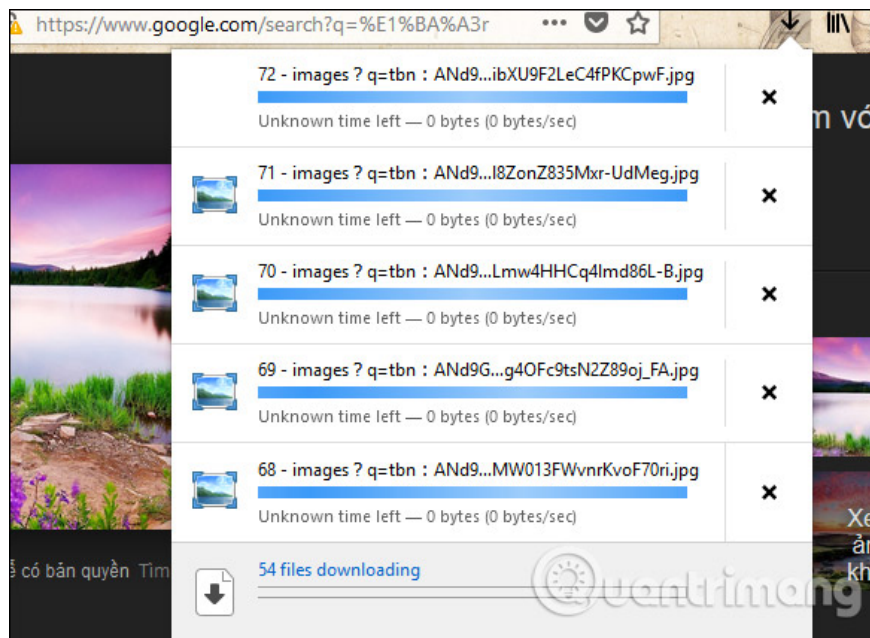 https://www.google.com/search?q=%E1%BA%A3r
72 - images ? q=tbn : ANd9...ibXU9F2LeC4fPKCpwF.jpg
Unknown time left — 0 bytes (0 bytes/sec)
m vớ
71 - images ? q=tbn : ANd9...I8ZonZ835Mxr-UdMeg.jpg
Unknown time left — 0 bytes (0 bytes/sec)
70 - images ? q=tbn : ANd9...Lmw4HHCq4Imd86L-B.jpg
Unknown time left — 0 bytes (0 bytes/sec)
69 - images ? q=tbn : ANd9G...g4OFc9tsN2Z89oj_FA.jpg
Unknown time left — 0 bytes (0 bytes/sec)
68 - images ? q=tbn : ANd9...MW013FWvnrKvoF70ri.jpg
Unknown time left — 0 bytes (0 bytes/sec)
Xe
ản
kh
ể có bản quyền Tìm
54 files downloading
Quantrimang